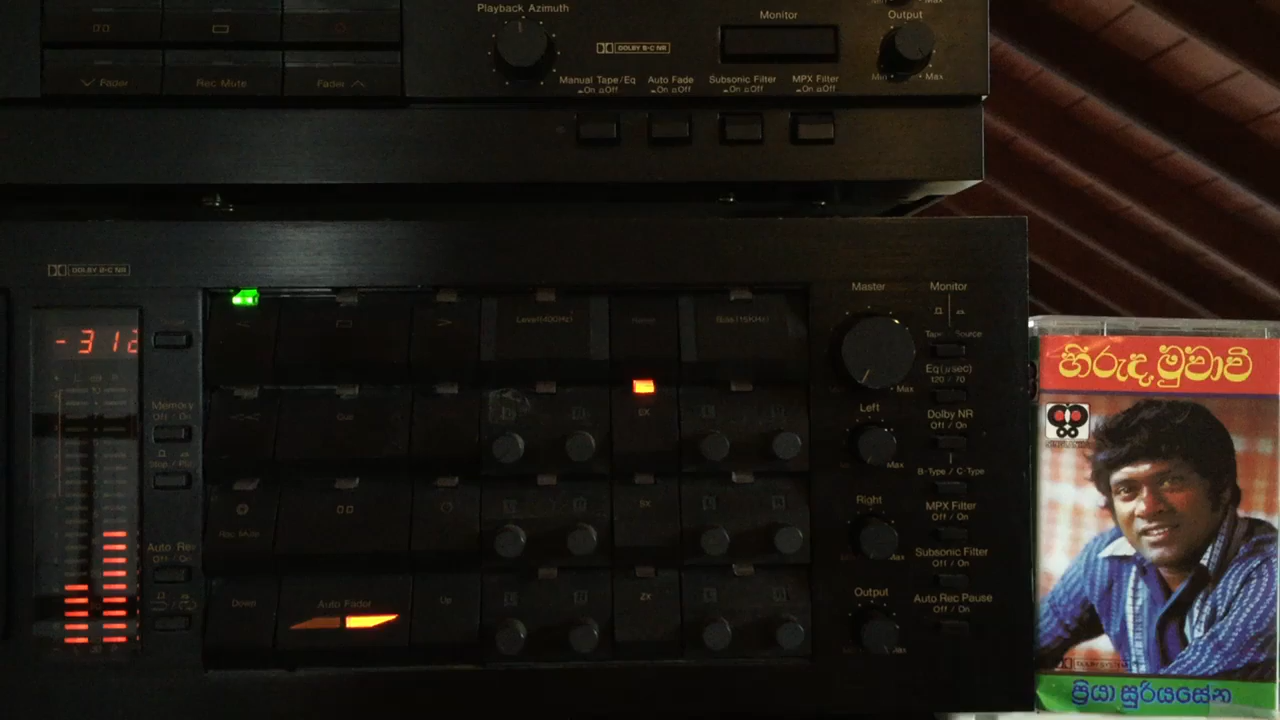 Playback Azimuth
Monitor
Output
Max
DOLBY B-C NR
Min Max
Fader
Rec Mute
Fader
Manual Tape/Eq
On Off
Auto Fade
On Off
Subsonic Filter
On Off
MPX Filter
On Off
DOLBY B-C NR
-312
Memory
Off / On
Stop / Play
Auto Rec
Off / On
<
>
Level (400Hz)
Bias (15KHz)
Master
Max
Monitor
Tape Source
Eq (μsec)
120 / 70
Left
Max
Dolby NR
Off / On
B-Type / C-Type
Right
Max
MPX Filter
Off / On
Subsonic Filter
Off / On
Output
Auto Rec Pause
Off / On
Rec Mute
Down
Auto Fader
Up
ZX
හිරුද මුවාවී
DOLBY SYSTEM
ප්‍රියා සූරියසේන